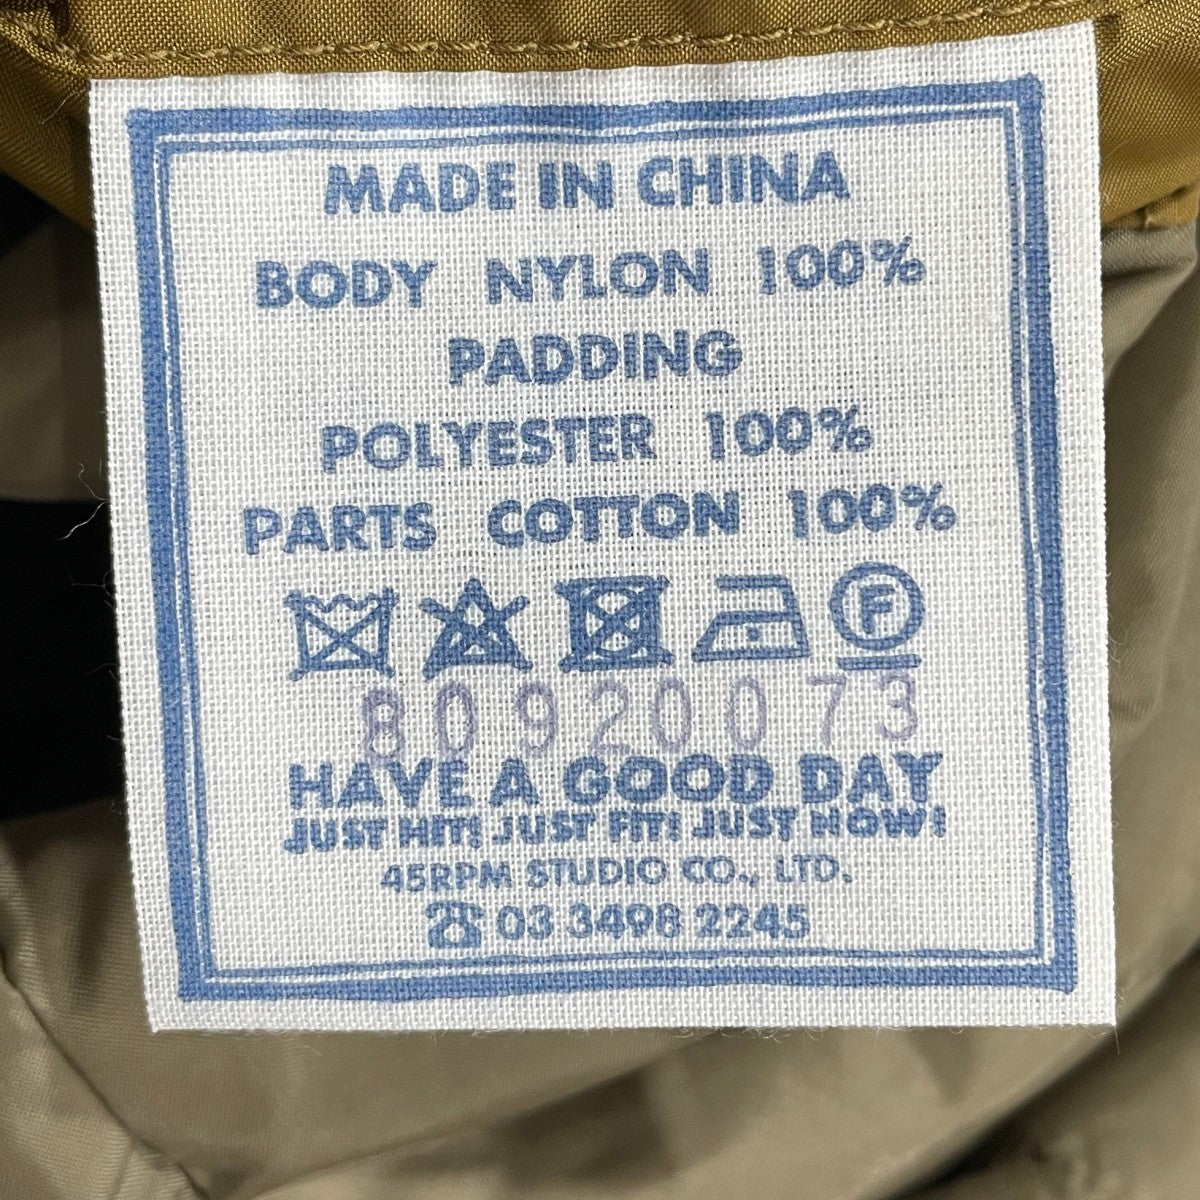 MADE IN CHINA
BODY NYLON 100%
PADDING
POLYESTER 100%
PARTS COTTON 100%
F
80920073
HAVE A GOOD DAY
JUST HIT! JUST FIT! JUST NOW!
45RPM STUDIO CO., LTD.
☎ 03 3498 2245